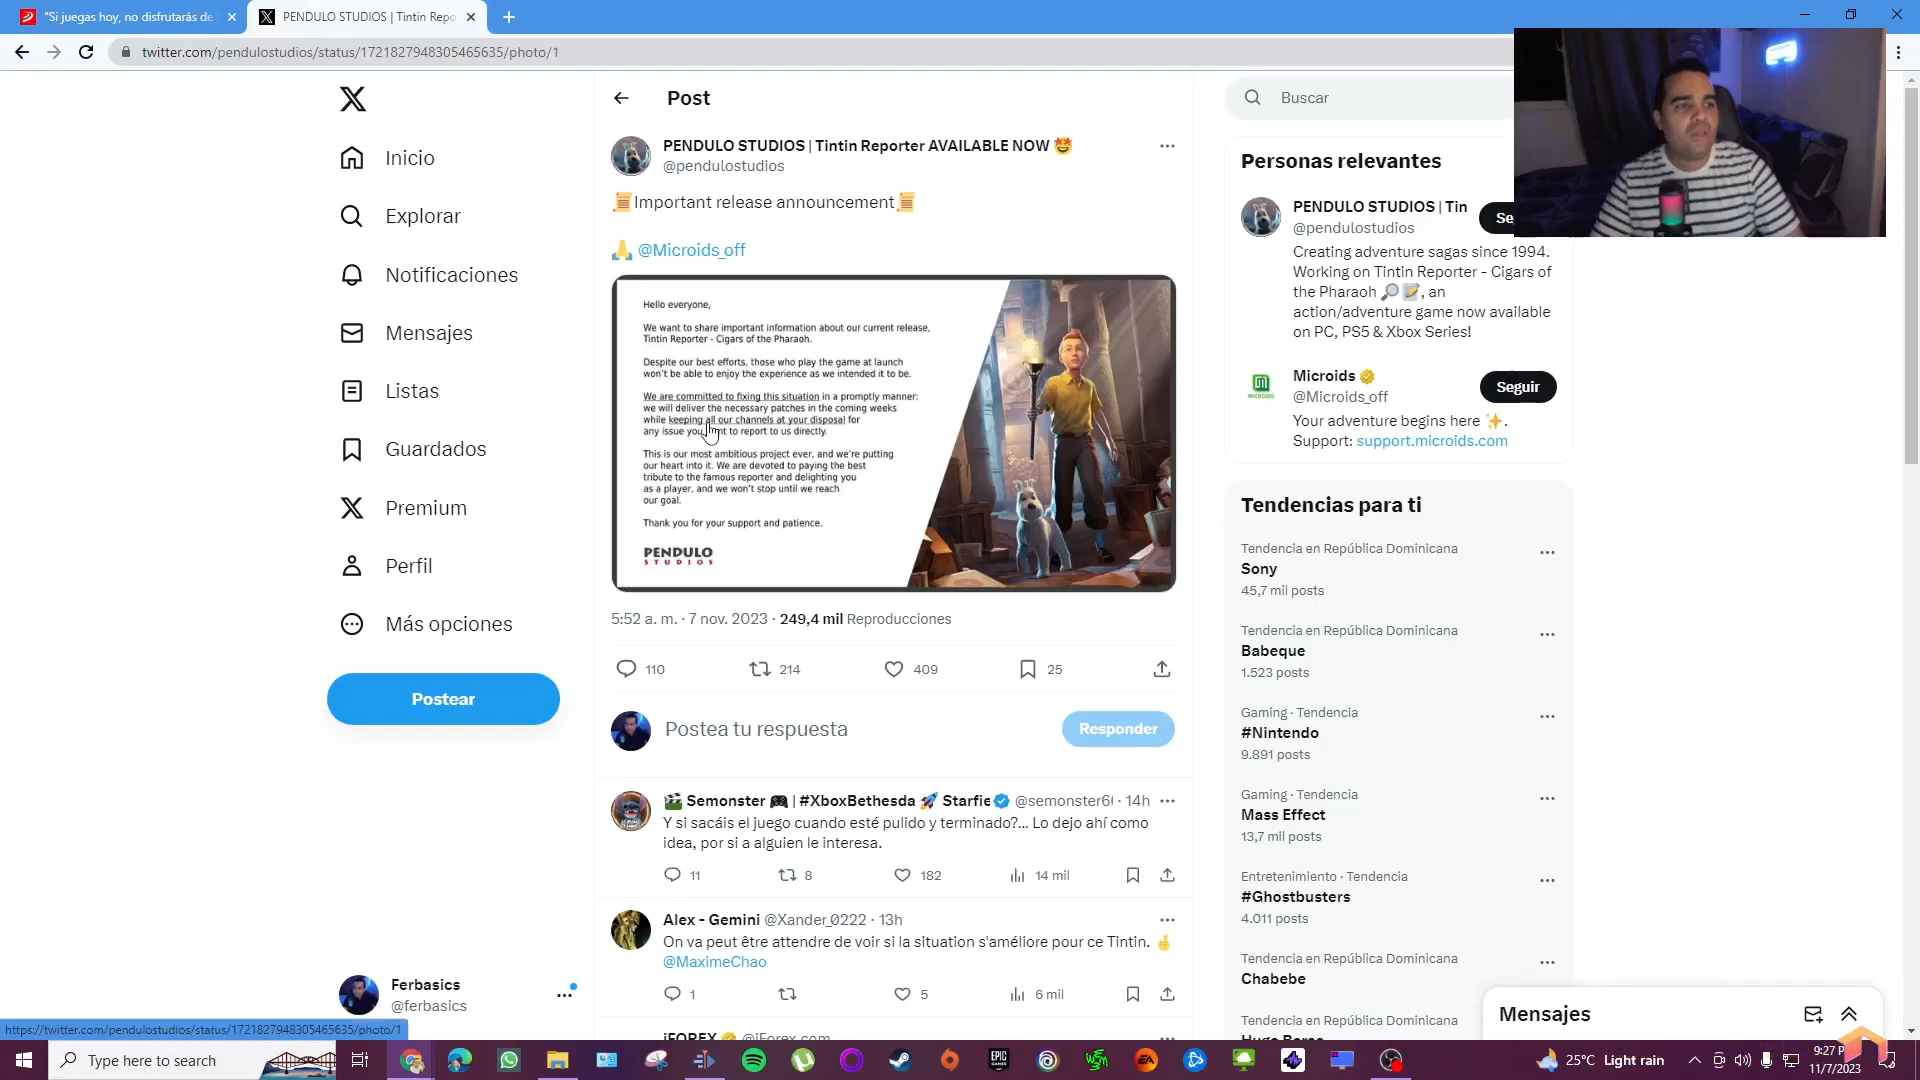 "Si juegas hoy, no disfrutarás de
PENDULO STUDIOS | Tintin Repo
twitter.com/pendulostudios/status/1721827948305465635/photo/1
Inicio
Explorar
Notificaciones
Mensajes
Listas
Guardados
Premium
Perfil
Más opciones
Postear
Ferbasics
@ferbasics
https://twitter.com/pendulostudios/status/1721827948305465635/photo/1
Post
PENDULO STUDIOS | Tintin Reporter AVAILABLE NOW 🤩
@pendulostudios
📜Important release announcement📜
🙏 @Microids_off
Hello everyone,
We want to share important information about our current release,
Tintin Reporter - Cigars of the Pharaoh.
Despite our best efforts, those who play the game at launch
won't be able to enjoy the experience as we intended it to be.
We are committed to fixing this situation in a promptly manner:
we will deliver the necessary patches in the coming weeks
while keeping all our channels at your disposal for
any issue you want to report to us directly.
This is our most ambitious project ever, and we're putting
our heart into it. We are devoted to paying the best
tribute to the famous reporter and delighting you
as a player, and we won't stop until we reach
our goal.
Thank you for your support and patience.
PENDULO
STUDIOS
5:52 a. m. · 7 nov. 2023 · 249,4 mil Reproducciones
110 214 409 25
Postea tu respuesta
Responder
🎬 Semonster 🎮 | #XboxBethesda 🚀 Starfie @semonster6 · 14h
Y si sacáis el juego cuando esté pulido y terminado?... Lo dejo ahí como
idea, por si a alguien le interesa.
11 8 182 14 mil
Alex - Gemini @Xander_0222 · 13h
On va peut être attendre de voir si la situation s'améliore pour ce Tintin. 🤞
@MaximeChao
1 5 6 mil
iFOREX @iForex.com
Buscar
Personas relevantes
PENDULO STUDIOS | Tin
Se
@pendulostudios
Creating adventure sagas since 1994.
Working on Tintin Reporter - Cigars of
the Pharaoh 🔎📝, an
action/adventure game now available
on PC, PS5 & Xbox Series!
MICROIDS
Microids
@Microids_off
Seguir
Your adventure begins here ✨.
Support: support.microids.com
Tendencias para ti
Tendencia en República Dominicana
Sony
45,7 mil posts
Tendencia en República Dominicana
Babeque
1.523 posts
Gaming · Tendencia
#Nintendo
9.891 posts
Gaming · Tendencia
Mass Effect
13,7 mil posts
Entretenimiento · Tendencia
#Ghostbusters
4.011 posts
Tendencia en República Dominicana
Chabebe
Tendencia en República Dominicana
Mensajes
Type here to search
EPIC
GAMES
EA
25°C Light rain
9:27 P
11/7/2023